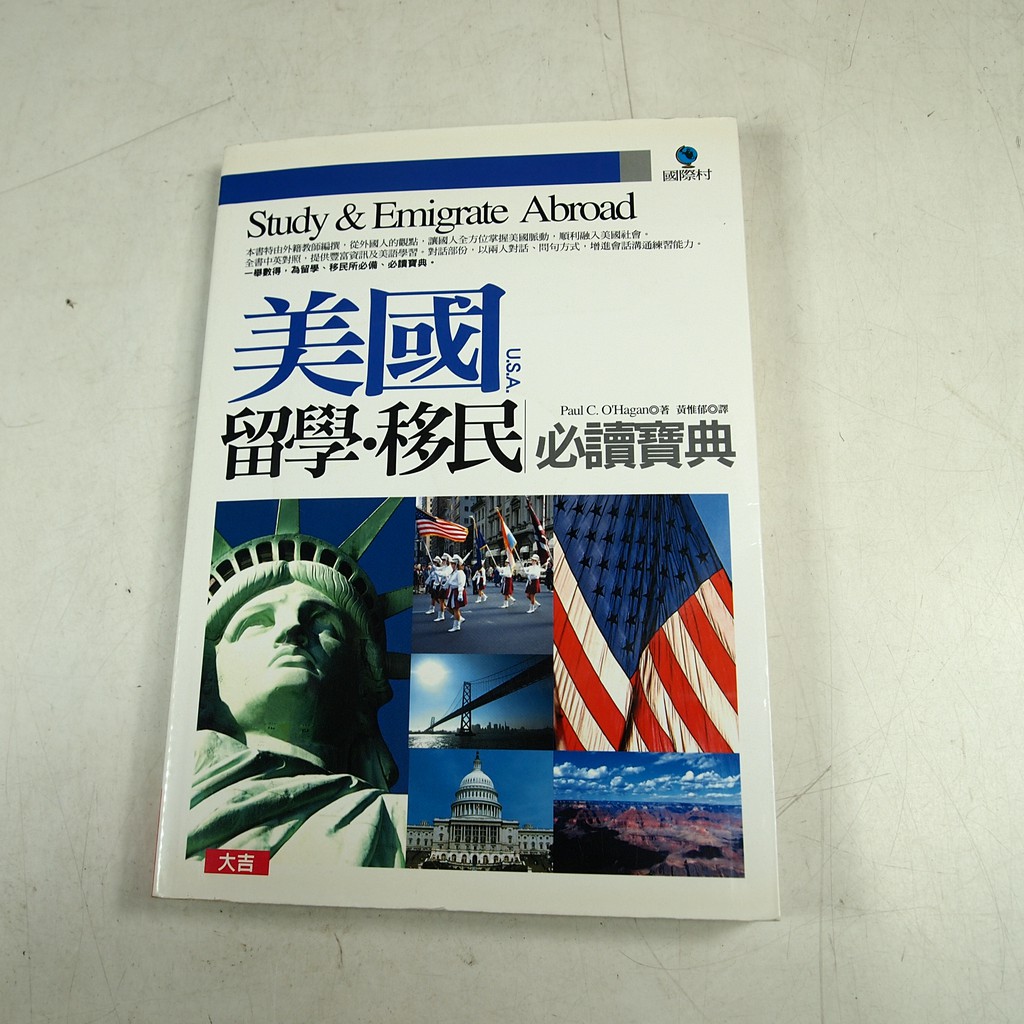 國際村
Study & Emigrate Abroad
本書特由外籍教師編撰，從外國人的觀點，讓國人全方位掌握美國脈動，順利融入美國社會。
全書中英對照，提供豐富資訊及美語學習。對話部份，以兩人對話、問句方式，增進會話溝通練習能力。
一舉數得，為留學、移民所必備、必讀寶典。
美國
U.S.A.
Paul C. O'Hagan◎著 黃惟郁◎譯
留學·移民
必讀寶典
大吉